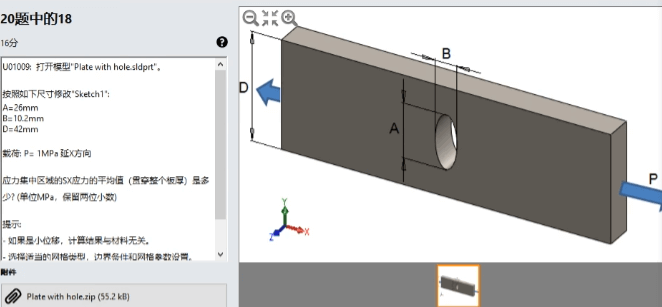 20题中的18
16分
U01009: 打开模型"Plate with hole.sldprt"。
按照如下尺寸修改"Sketch1":
A=26mm
B=10.2mm
D=42mm
载荷: P= 1MPa 延X方向
应力集中区域的SX应力的平均值（贯穿整个板厚）是多
少? (单位MPa，保留两位小数)
提示:
- 如果是小位移，计算结果与材料无关。
- 选择适当的网格类型，边界条件和网格参数设置。
附件
Plate with hole.zip (55.2 kB)
B
D
A
P
Y
X
Z